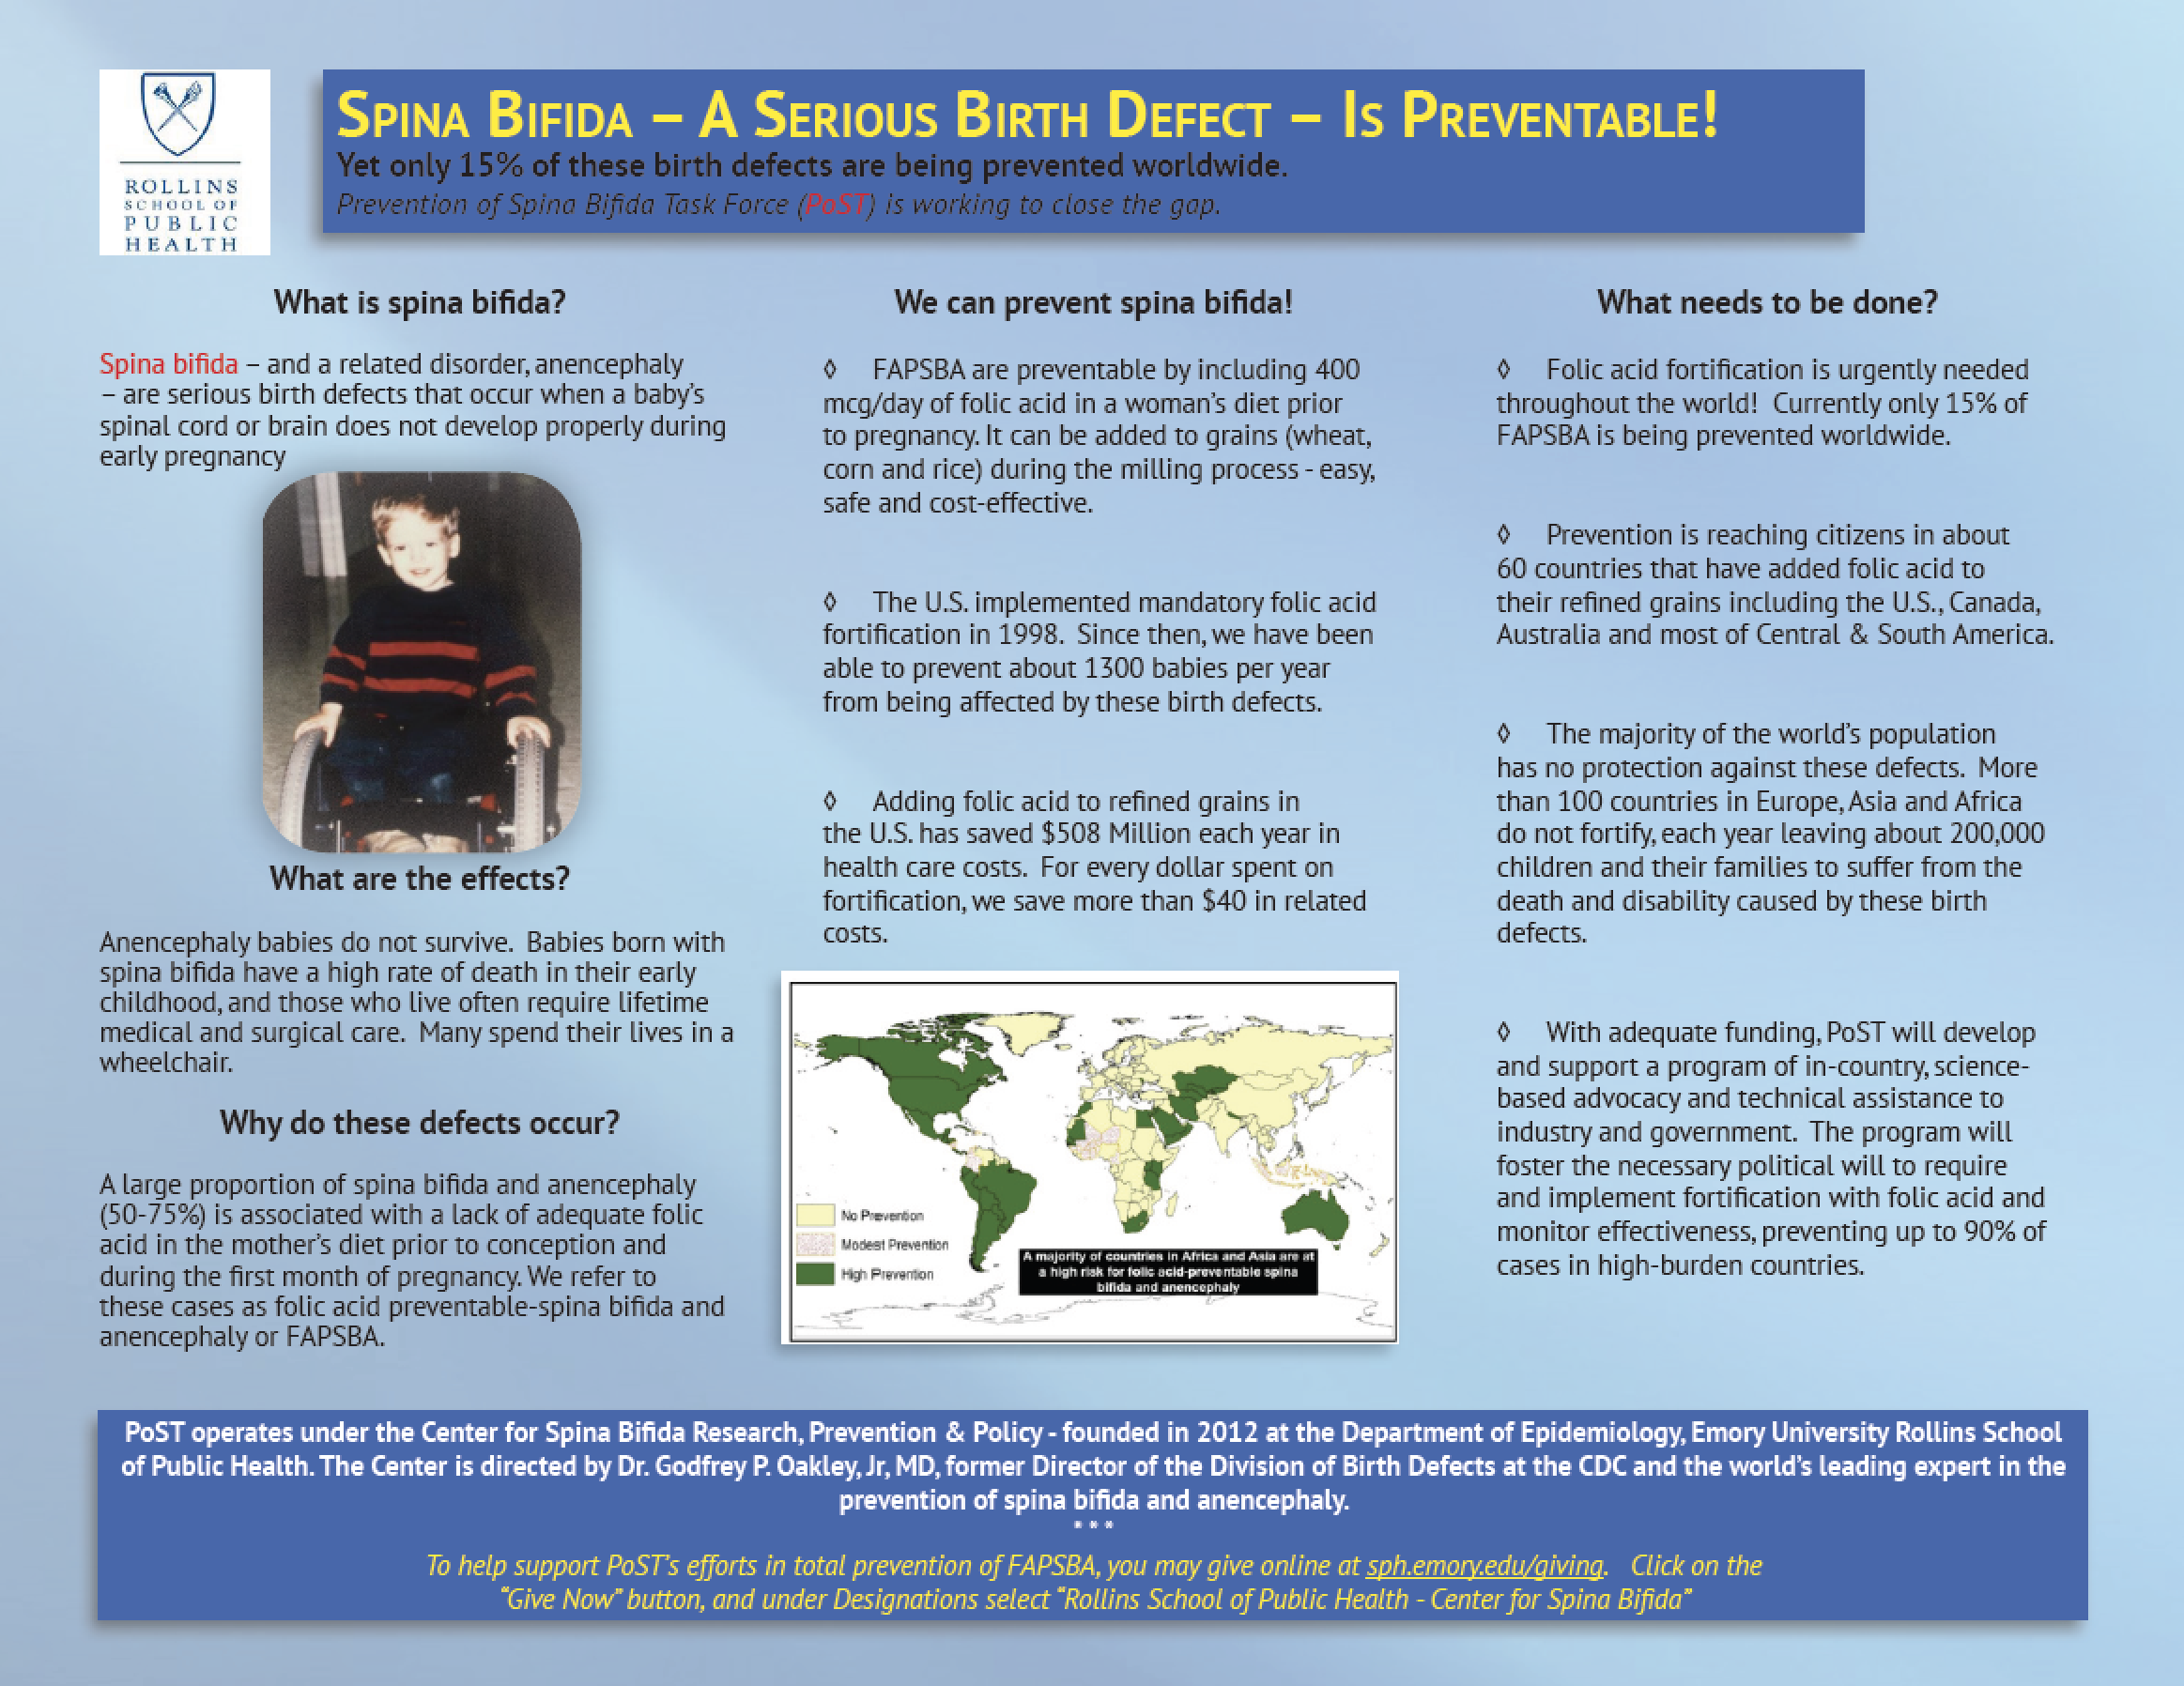 ROLLINS
SCHOOL OF
PUBLIC
HEALTH
SPINA BIFIDA – A SERIOUS BIRTH DEFECT – IS PREVENTABLE!
Yet only 15% of these birth defects are being prevented worldwide.
Prevention of Spina Bifida Task Force (PoST) is working to close the gap.
What is spina bifida?
Spina bifida – and a related disorder, anencephaly
– are serious birth defects that occur when a baby's
spinal cord or brain does not develop properly during
early pregnancy
What are the effects?
Anencephaly babies do not survive. Babies born with
spina bifida have a high rate of death in their early
childhood, and those who live often require lifetime
medical and surgical care. Many spend their lives in a
wheelchair.
Why do these defects occur?
A large proportion of spina bifida and anencephaly
(50-75%) is associated with a lack of adequate folic
acid in the mother's diet prior to conception and
during the first month of pregnancy. We refer to
these cases as folic acid preventable-spina bifida and
anencephaly or FAPSBA.
We can prevent spina bifida!
◊ FAPSBA are preventable by including 400
mcg/day of folic acid in a woman's diet prior
to pregnancy. It can be added to grains (wheat,
corn and rice) during the milling process - easy,
safe and cost-effective.
◊ The U.S. implemented mandatory folic acid
fortification in 1998. Since then, we have been
able to prevent about 1300 babies per year
from being affected by these birth defects.
◊ Adding folic acid to refined grains in
the U.S. has saved $508 Million each year in
health care costs. For every dollar spent on
fortification, we save more than $40 in related
costs.
No Prevention
Modest Prevention
High Prevention
A majority of countries in Africa and Asia are at
a high risk for folic acid-preventable spina
bifida and anencephaly
What needs to be done?
◊ Folic acid fortification is urgently needed
throughout the world! Currently only 15% of
FAPSBA is being prevented worldwide.
◊ Prevention is reaching citizens in about
60 countries that have added folic acid to
their refined grains including the U.S., Canada,
Australia and most of Central & South America.
◊ The majority of the world's population
has no protection against these defects. More
than 100 countries in Europe, Asia and Africa
do not fortify, each year leaving about 200,000
children and their families to suffer from the
death and disability caused by these birth
defects.
◊ With adequate funding, PoST will develop
and support a program of in-country, science-
based advocacy and technical assistance to
industry and government. The program will
foster the necessary political will to require
and implement fortification with folic acid and
monitor effectiveness, preventing up to 90% of
cases in high-burden countries.
PoST operates under the Center for Spina Bifida Research, Prevention & Policy - founded in 2012 at the Department of Epidemiology, Emory University Rollins School
of Public Health. The Center is directed by Dr. Godfrey P. Oakley, Jr, MD, former Director of the Division of Birth Defects at the CDC and the world's leading expert in the
prevention of spina bifida and anencephaly.
* * *
To help support PoST's efforts in total prevention of FAPSBA, you may give online at sph.emory.edu/giving. Click on the
"Give Now" button, and under Designations select "Rollins School of Public Health - Center for Spina Bifida"